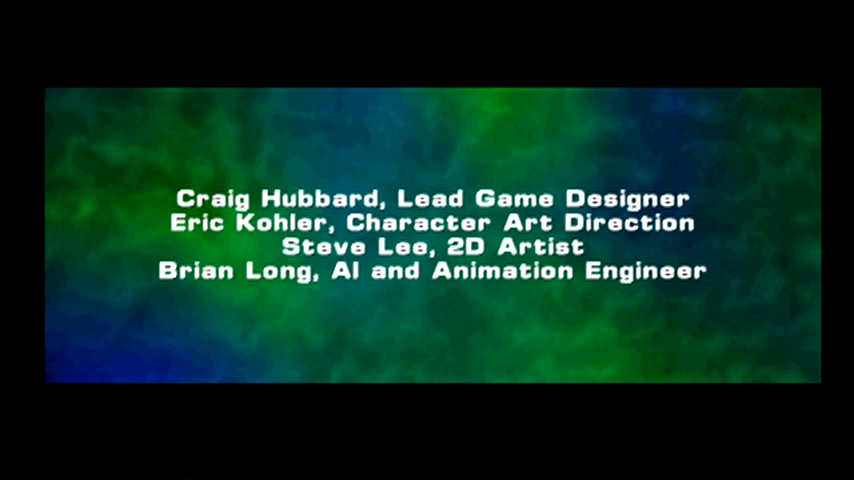 Craig Hubbard, Lead Game Designer
Eric Kohler, Character Art Direction
Steve Lee, 2D Artist
Brian Long, AI and Animation Engineer